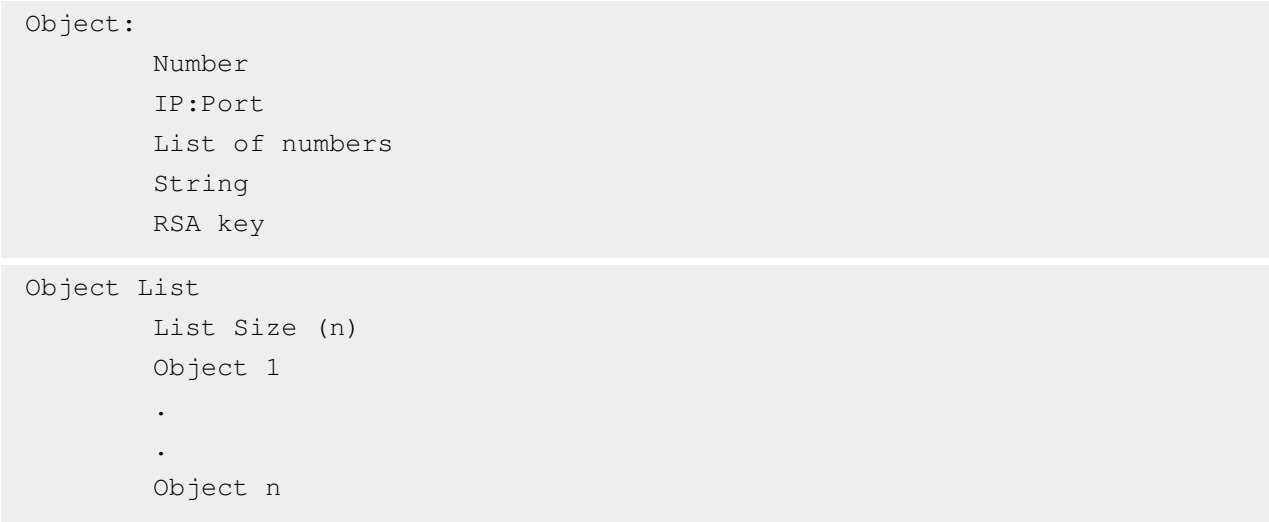 Object:
Number
IP:Port
List of numbers
String
RSA key
Object List
List Size (n)
Object 1
.
.
Object n